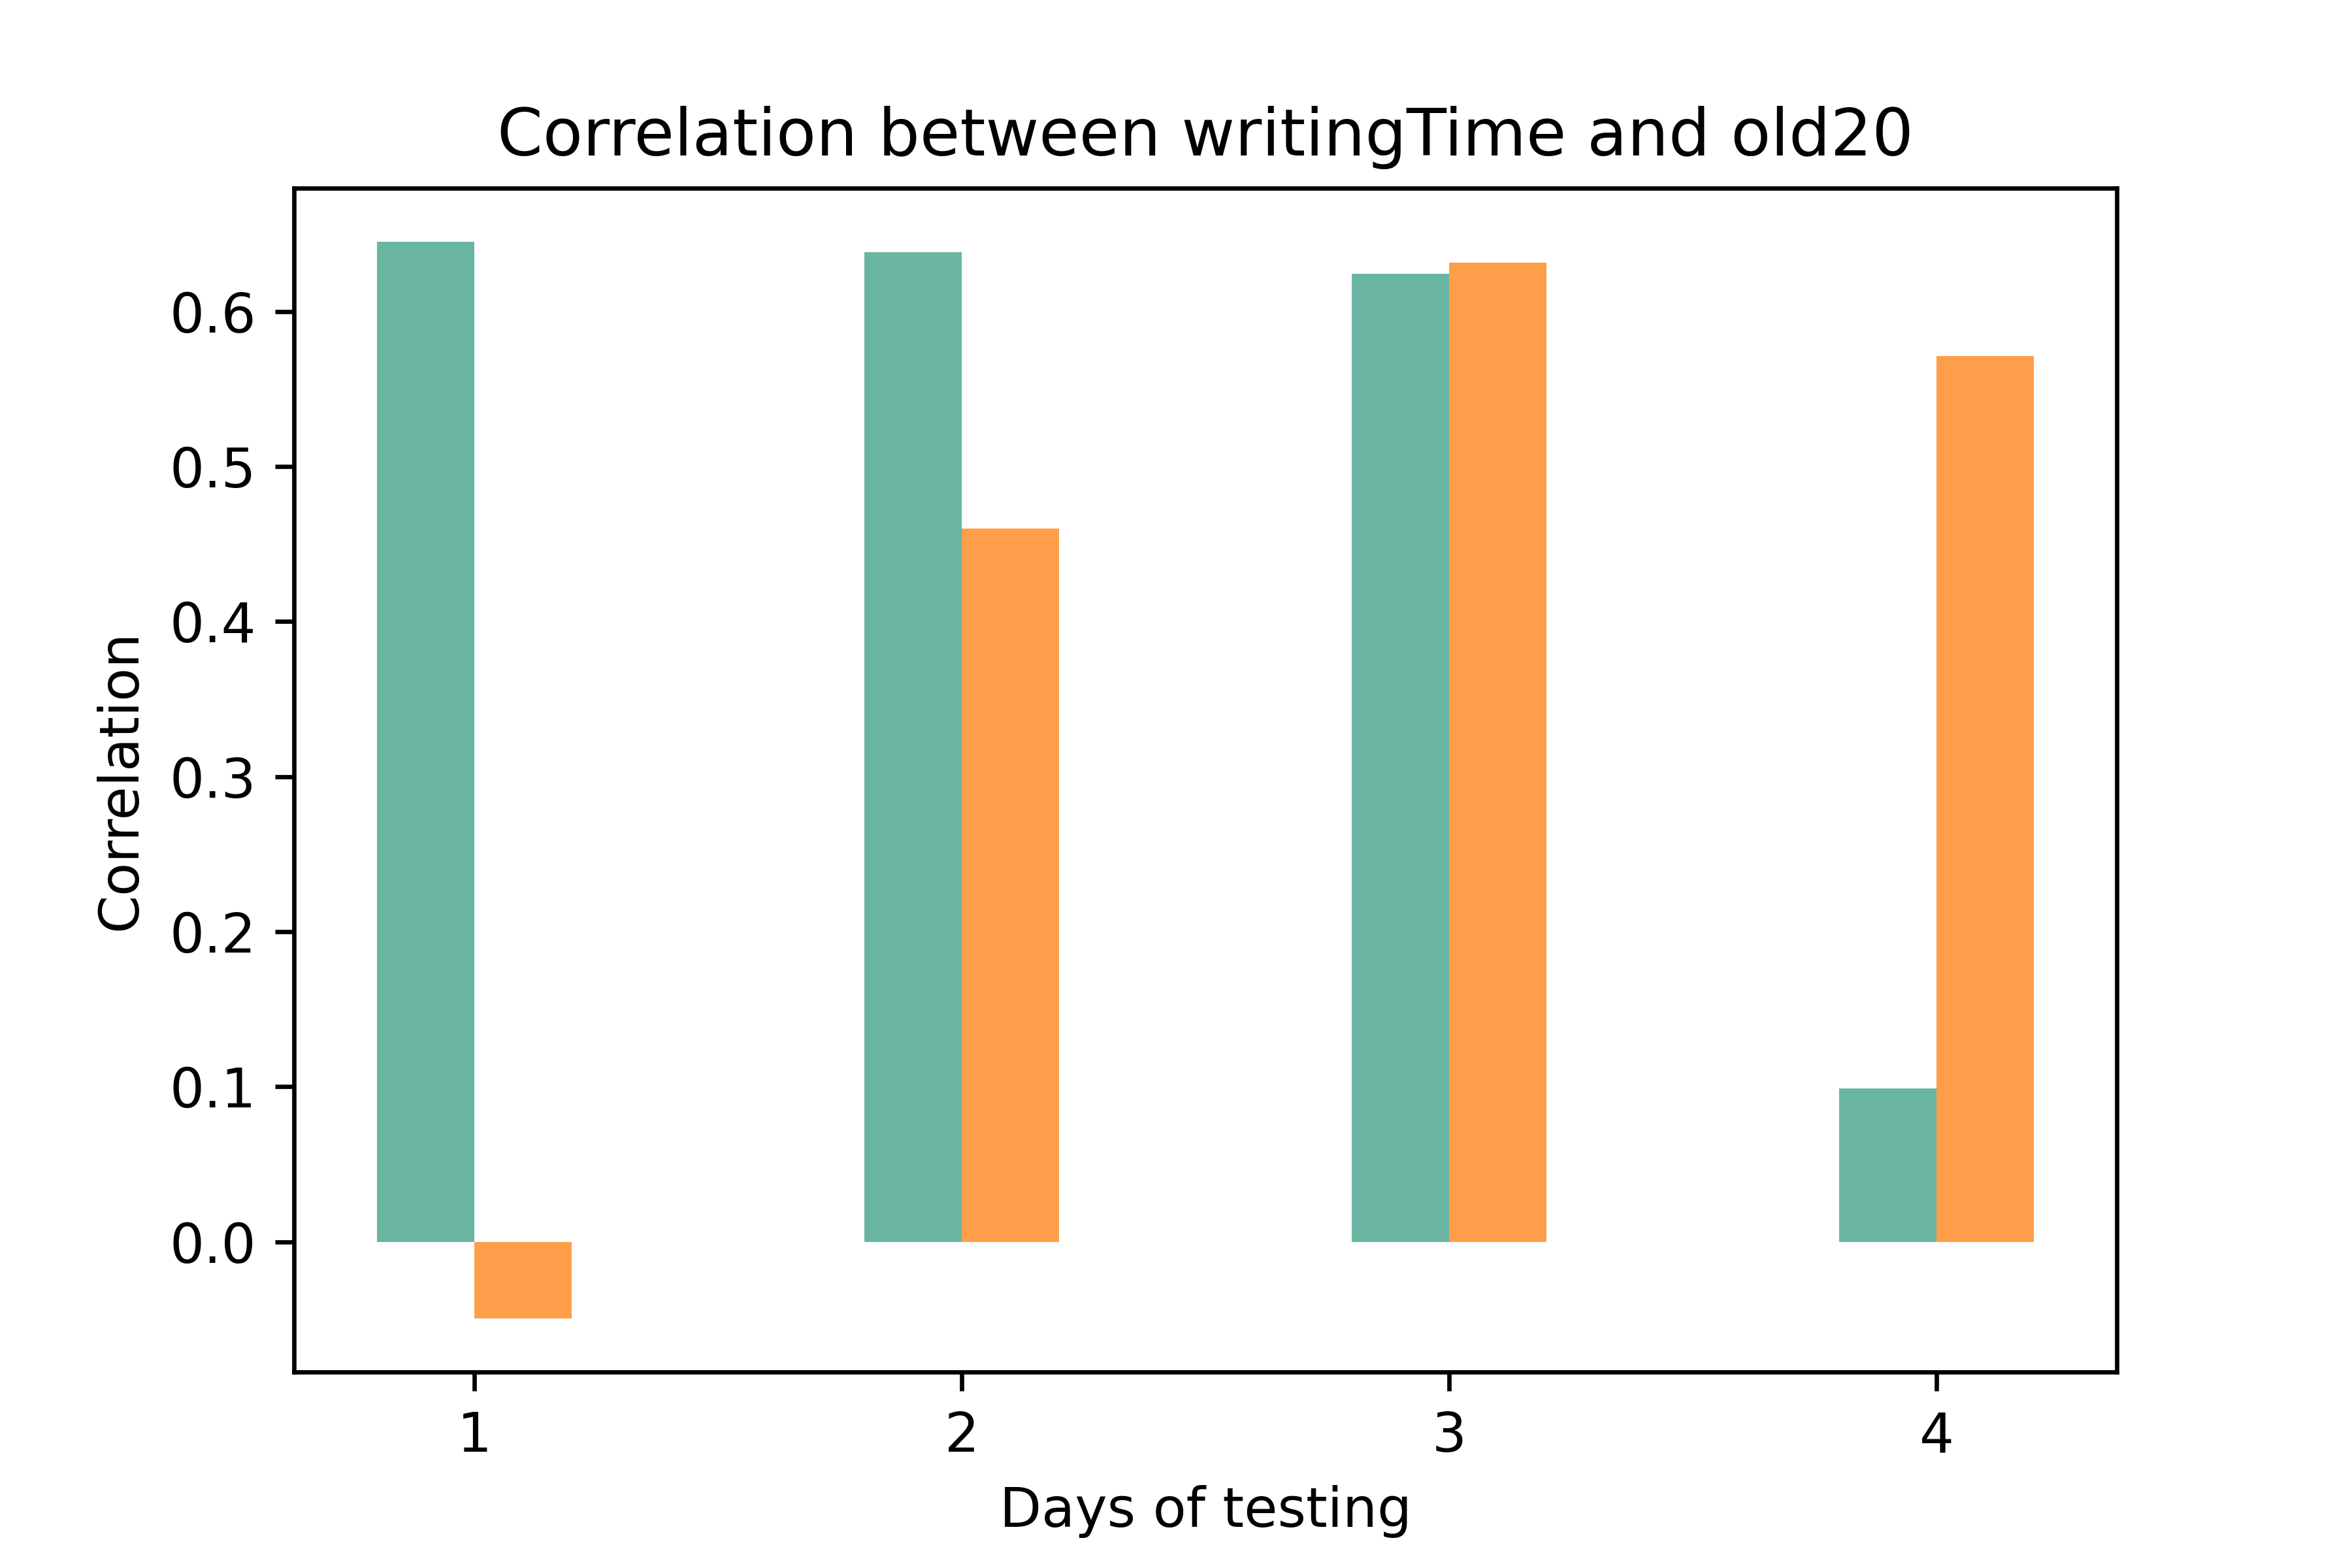 Correlation between writingTime and old20
0.6
0.5
0.4
0.3
0.2
0.1
0.0
Correlation
1 2 3 4
Days of testing